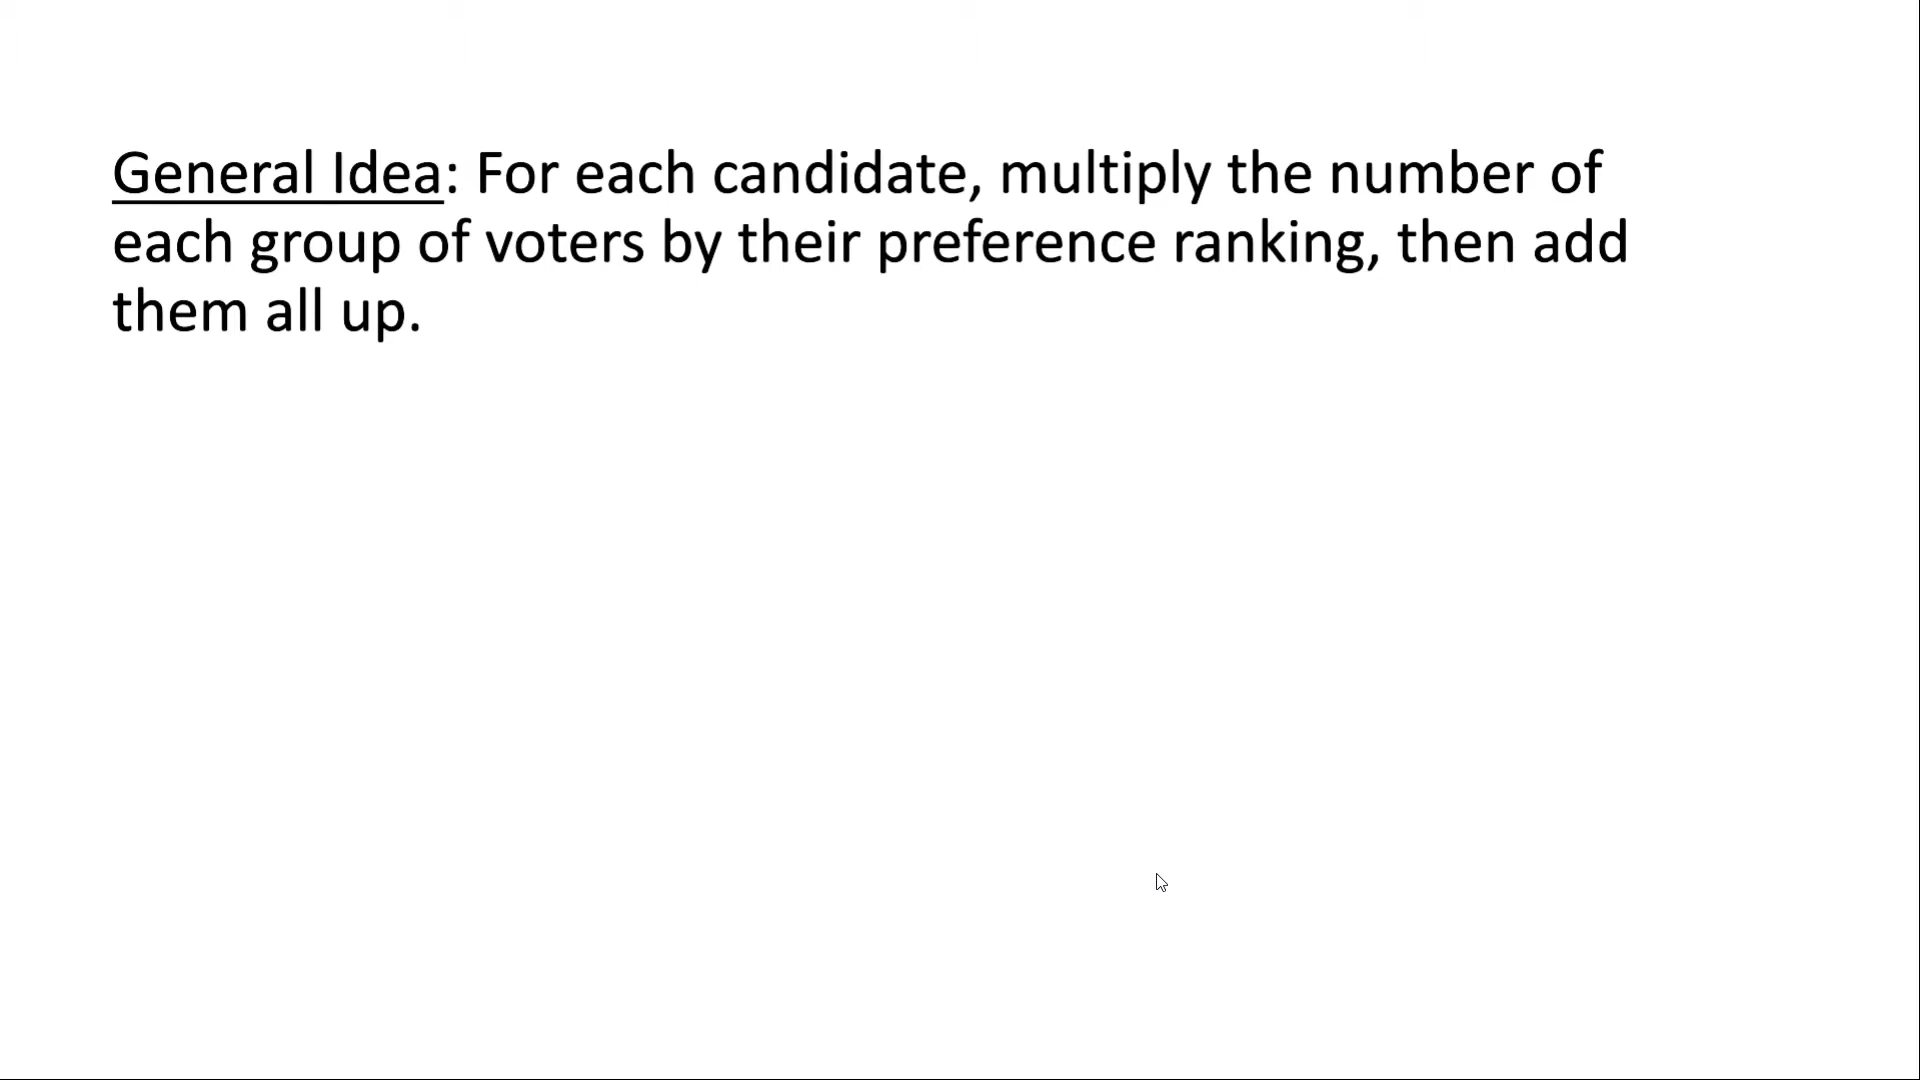 General Idea: For each candidate, multiply the number of
each group of voters by their preference ranking, then add
them all up.